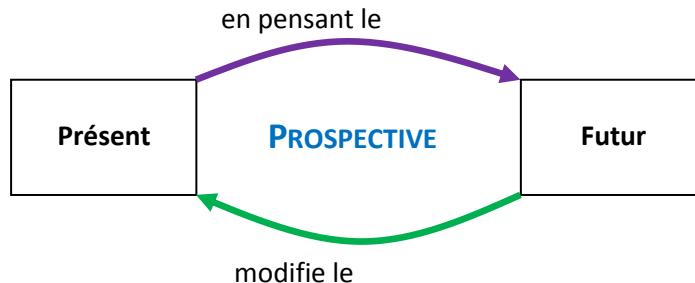 en pensant le
Présent
PROSPECTIVE
Futur
modifie le